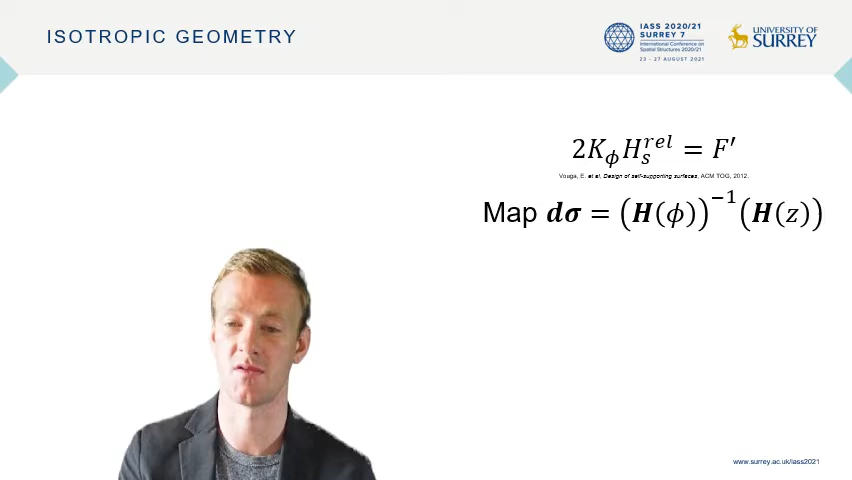 ISOTROPIC GEOMETRY
IASS 2020/21
SURREY 7
International Conference on
Spatial Structures 2020/21
23 - 27 AUGUST 2021
UNIVERSITY OF
SURREY
2K_ϕ H_s^{rel} = F′
Vouga, E. et al, Design of self-supporting surfaces, ACM TOG, 2012.
Map dσ = (H(ϕ))^{−1}(H(z))
www.surrey.ac.uk/iass2021